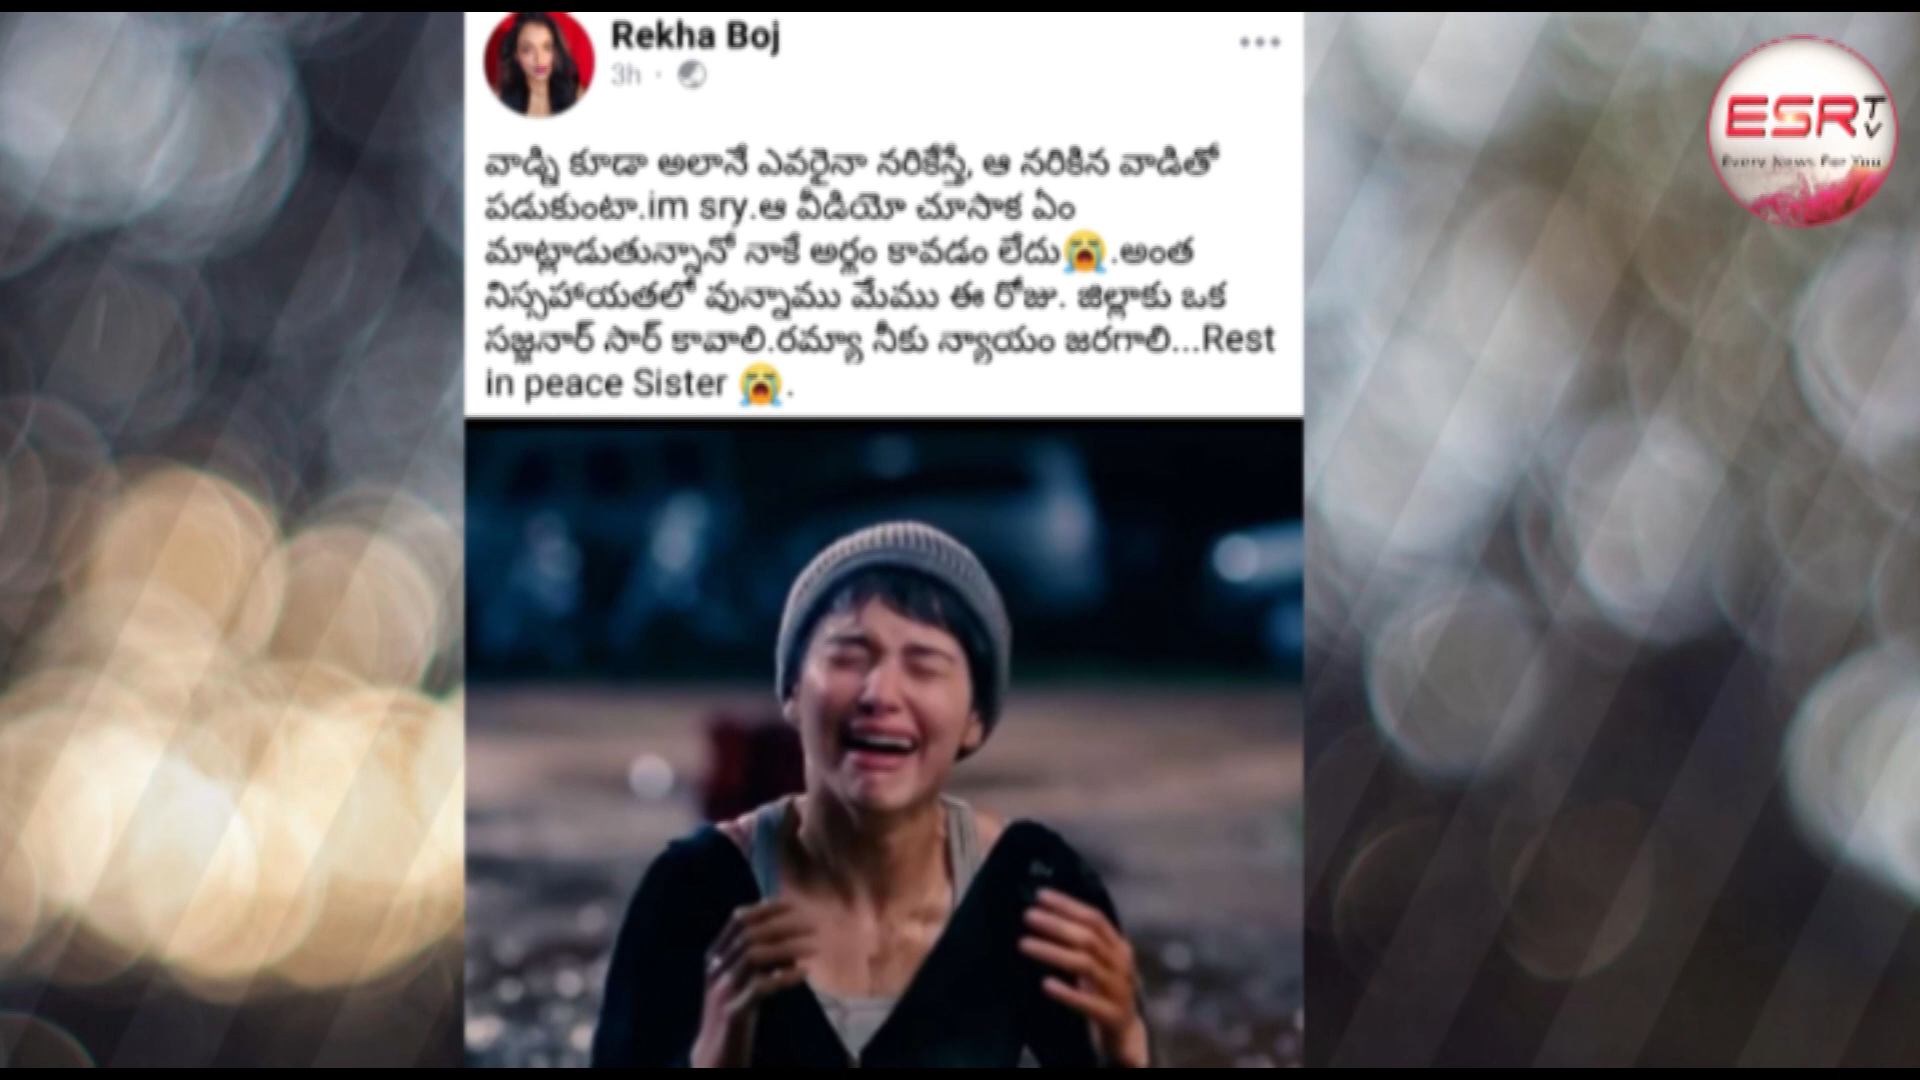 Rekha Boj
3h ·
వాడ్ని కూడా అలానే ఎవరైనా నరికేస్తే, ఆ నరికిన వాడితో
పడుకుంటా.im sry.ఆ వీడియో చూసాక ఏం
మాట్లాడుతున్నానో నాకే అర్థం కావడం లేదు😭.అంత
నిస్సహాయతలో వున్నాము మేము ఈ రోజు. జిల్లాకు ఒక
సజ్జనార్ సార్ కావాలి.రమ్యా నీకు న్యాయం జరగాలి...Rest
in peace Sister 😭.
ESR TV
Every News For You